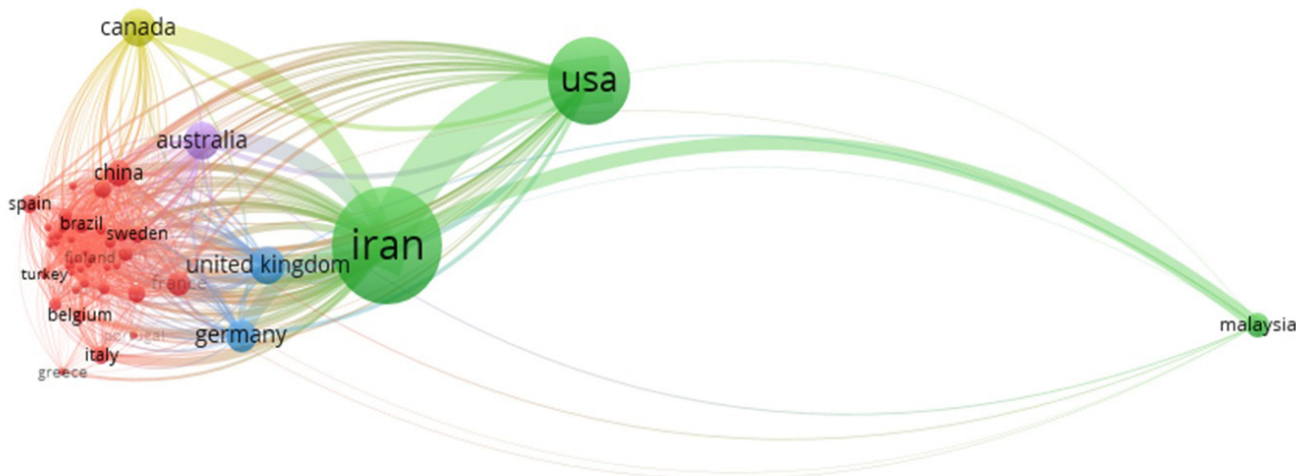 canada
usa
australia
china
spain
brazil
sweden
iran
finland
united kingdom
turkey
france
belgium
malaysia
germany
portugal
italy
greece